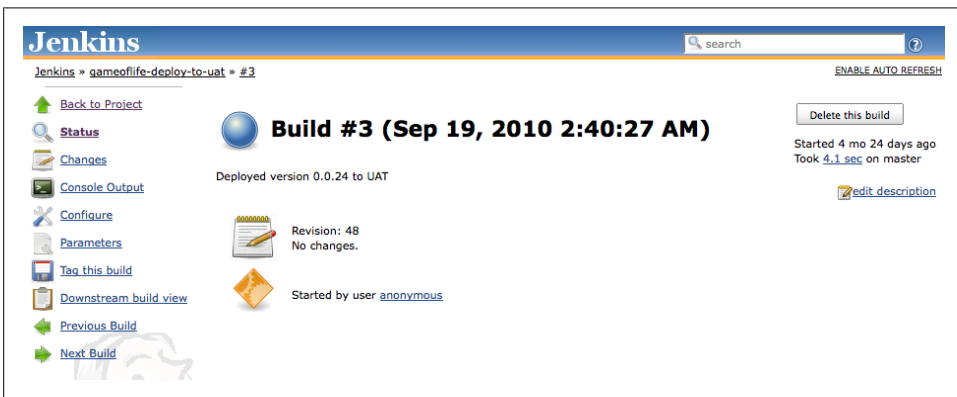 Jenkins
search
Jenkins » gameoflife-deploy-to-uat » #3
ENABLE AUTO REFRESH
Back to Project
Status
Changes
Console Output
Configure
Parameters
Tag this build
Downstream build view
Previous Build
Next Build
Build #3 (Sep 19, 2010 2:40:27 AM)
Deployed version 0.0.24 to UAT
Revision: 48
No changes.
Started by user anonymous
Delete this build
Started 4 mo 24 days ago
Took 4.1 sec on master
edit description